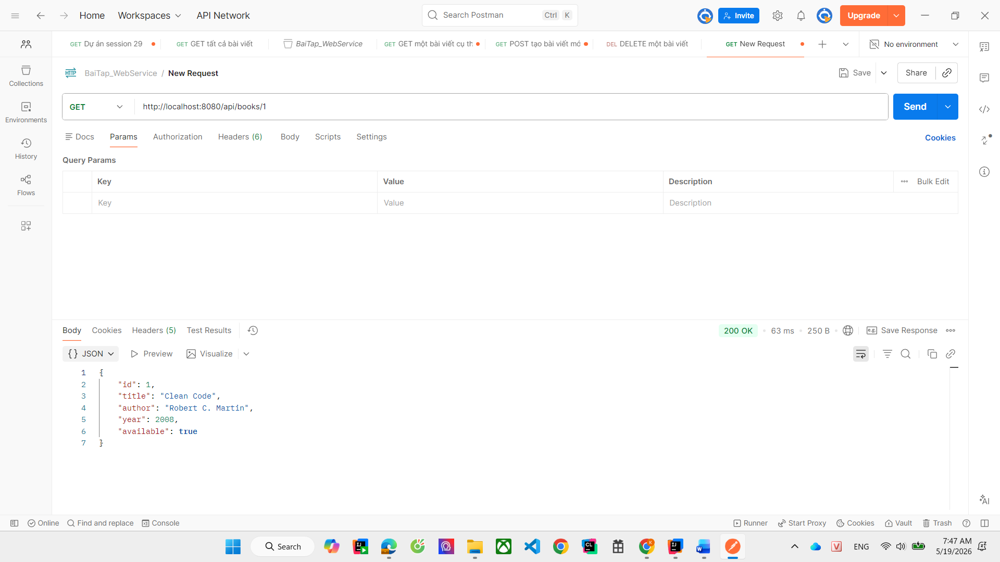 Home
Workspaces
API Network
Search Postman
Ctrl
K
Invite
Upgrade
GET Dự án session 29
GET GET tất cả bài viết
BaiTap_WebService
GET GET một bài viết cụ th
POST POST tạo bài viết mó
DEL DELETE một bài viết
GET New Request
No environment
HTTP
BaiTap_WebService / New Request
Save
Share
Collections
Environments
History
Flows
GET
http://localhost:8080/api/books/1
Send
Docs
Params
Authorization
Headers (6)
Body
Scripts
Settings
Cookies
Query Params
Key
Value
Description
Bulk Edit
Key
Value
Description
Body
Cookies
Headers (5)
Test Results
200 OK
63 ms
250 B
e.g.
Save Response
{} JSON
Preview
Visualize
1 {
2 "id": 1,
3 "title": "Clean Code",
4 "author": "Robert C. Martin",
5 "year": 2008,
6 "available": true
7 }
AI
Online
Find and replace
Console
Runner
Start Proxy
Cookies
Vault
Trash
Search
ENG
7:47 AM
5/19/2026